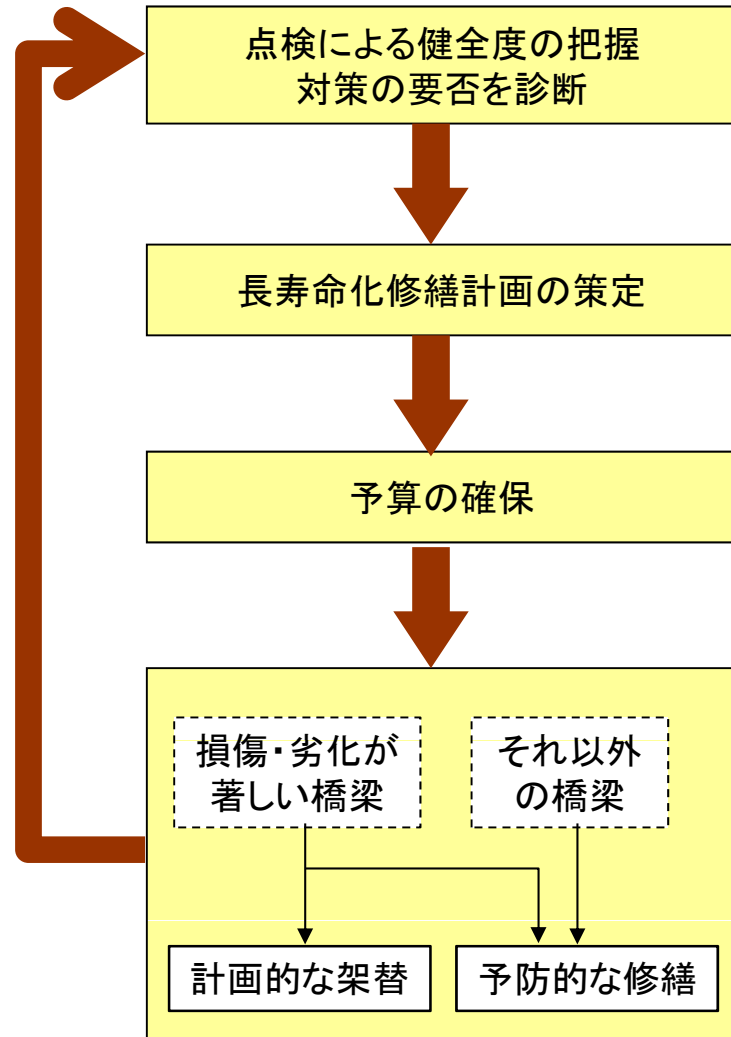 点検による健全度の把握
対策の要否を診断
長寿命化修繕計画の策定
予算の確保
損傷・劣化が
著しい橋梁
それ以外
の橋梁
計画的な架替
予防的な修繕